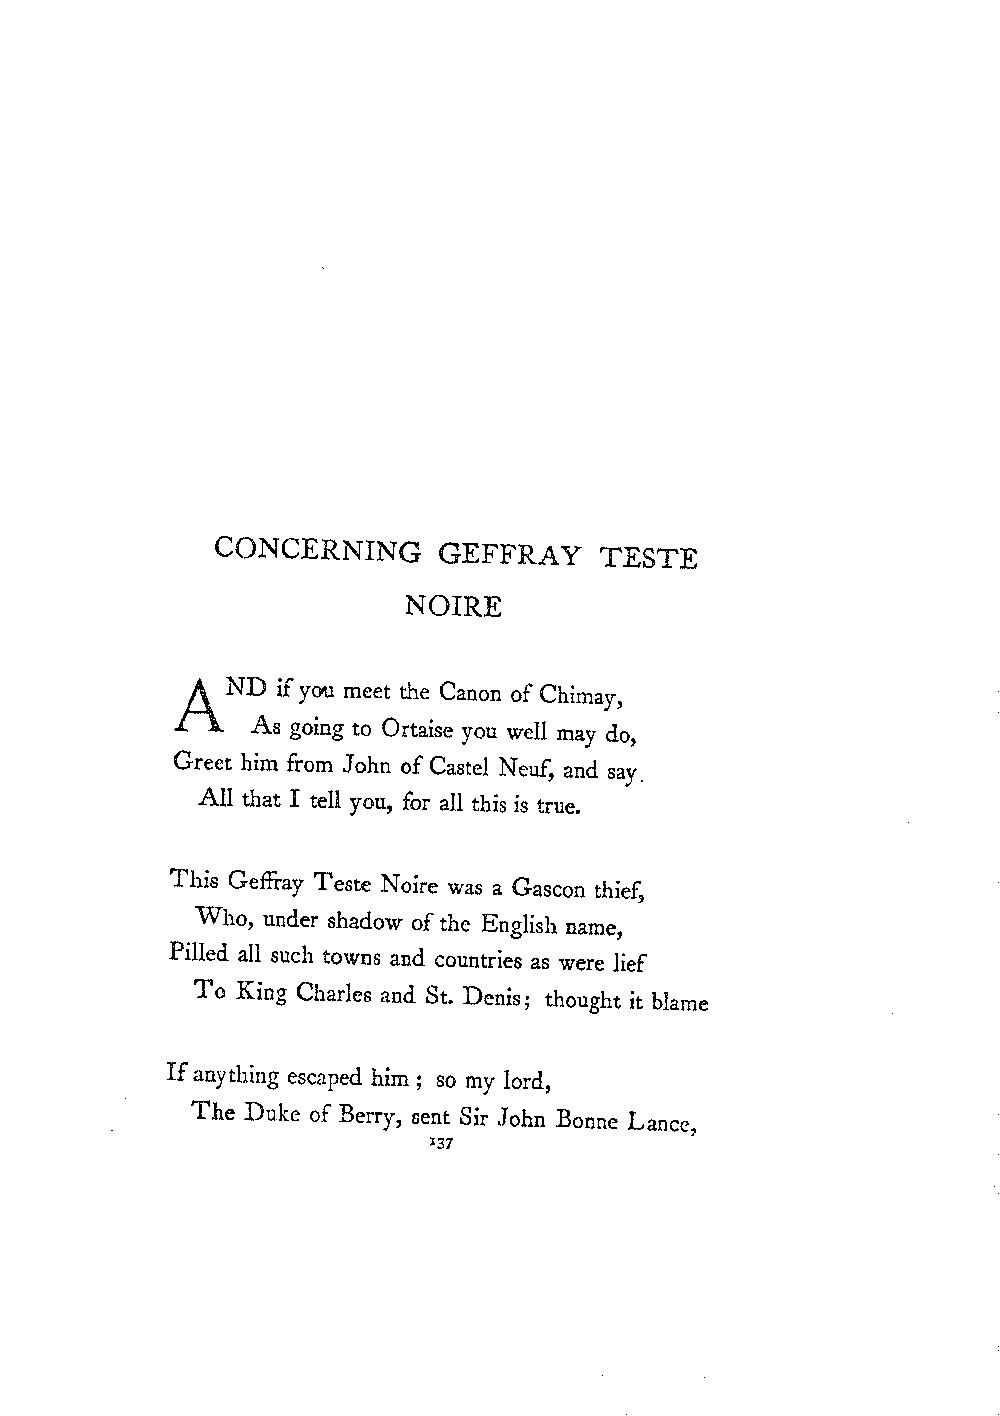 CONCERNING GEFFRAY TESTE
NOIRE
AND if you meet the Canon of Chimay,
As going to Ortaise you well may do,
Greet him from John of Castel Neuf, and say
All that I tell you, for all this is true.
This Geffray Teste Noire was a Gascon thief,
Who, under shadow of the English name,
Pilled all such towns and countries as were lief
To King Charles and St. Denis; thought it blame
If anything escaped him; so my lord,
The Duke of Berry, sent Sir John Bonne Lance,
137